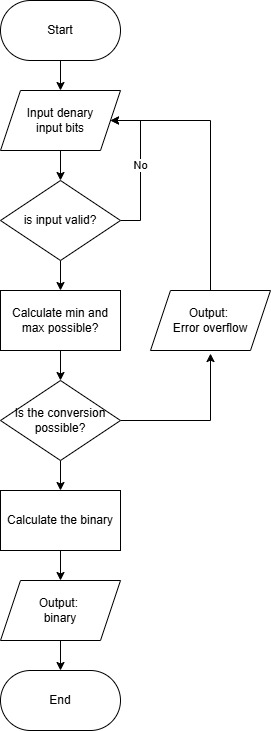 Start
Input denary
input bits
No
is input valid?
Calculate min and
max possible?
Output:
Error overflow
Is the conversion
possible?
Calculate the binary
Output:
binary
End